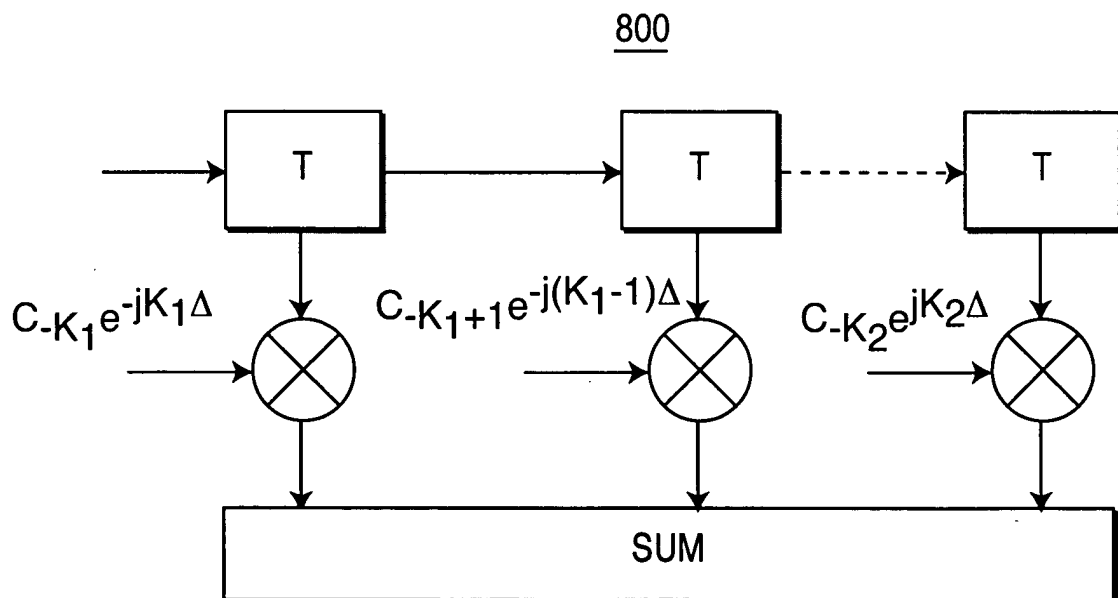 800
T T T
C-K₁e-jK₁Δ C-K₁+1e-j(K₁-1)Δ C-K₂ejK₂Δ
SUM